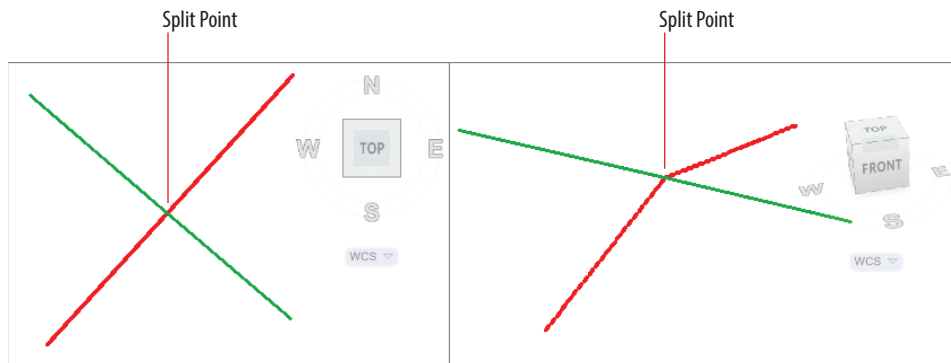 Split Point
Split Point
N
W
TOP
E
S
WCS
TOP
FRONT
W
E
S
WCS